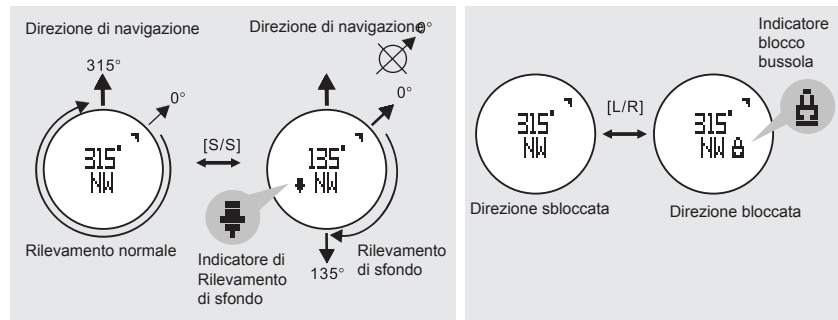 Direzione di navigazione
315°
0°
315°
NW
Rilevamento normale
[S/S]
Direzione di navigazione
0°
0°
135°
NW
Indicatore di
Rilevamento
di sfondo
135°
Rilevamento
di sfondo
315°
NW
Direzione sbloccata
[L/R]
315°
NW
Direzione bloccata
Indicatore
blocco
bussola